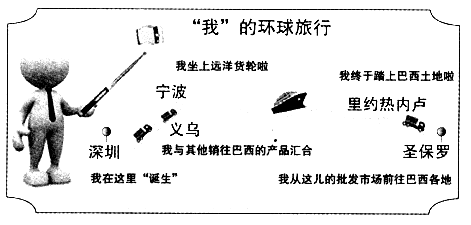 “我”的环球旅行
我坐上远洋货轮啦
我终于踏上巴西土地啦
宁波
里约热内卢
义乌
深圳
我与其他销往巴西的产品汇合
圣保罗
我在这里“诞生”
我从这儿的批发市场前往巴西各地